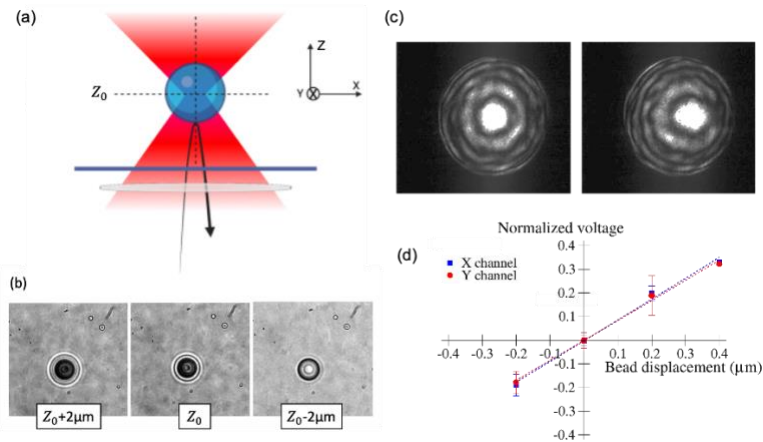 (a)
Z₀
Z
Y
X
(b)
Z₀+2µm
Z₀
Z₀-2µm
(c)
(d)
Normalized voltage
X channel
Y channel
0.4
0.3
0.2
0.1
-0.4 -0.3 -0.2 -0.1
0.1 0.2 0.3 0.4
Bead displacement (µm)
-0.1
-0.2
-0.3
-0.4